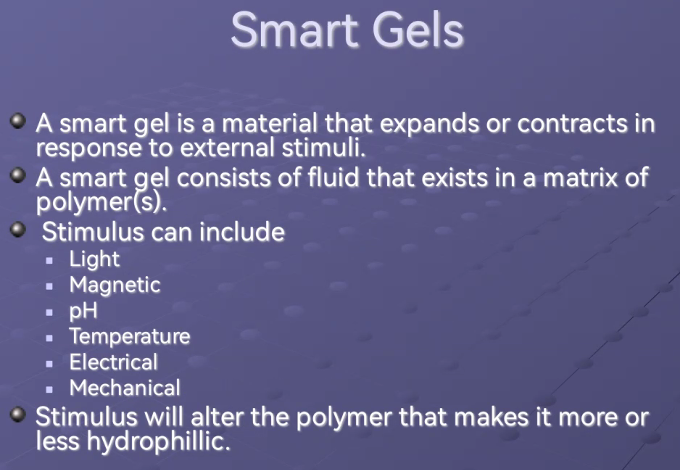 Smart Gels
A smart gel is a material that expands or contracts in
response to external stimuli.
A smart gel consists of fluid that exists in a matrix of
polymer(s).
Stimulus can include
Light
Magnetic
pH
Temperature
Electrical
Mechanical
Stimulus will alter the polymer that makes it more or
less hydrophillic.